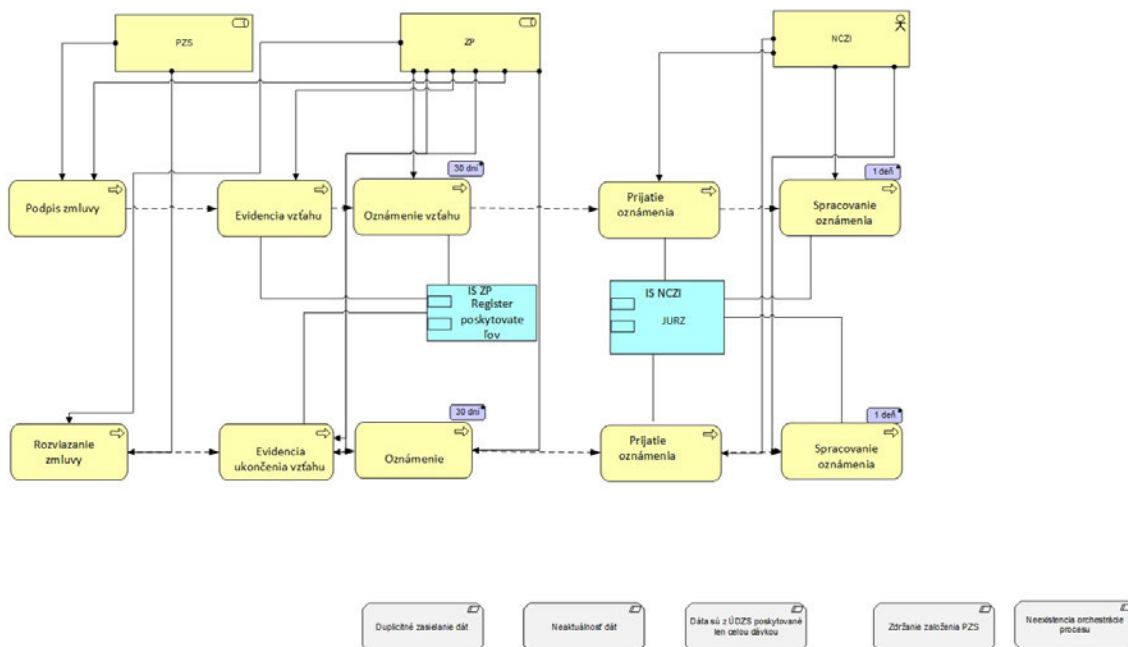 PZS
ZP
NCZI
30 dní
1 deň
Podpis zmluvy
Evidencia vzťahu
Oznámenie vzťahu
Prijatie
oznámenia
Spracovanie
oznámenia
IS ZP
Register
poskytovate
ľov
IS NCZI
JURZ
30 dní
1 deň
Rozviazanie
zmluvy
Evidencia
ukončenia vzťahu
Oznámenie
Prijatie
oznámenia
Spracovanie
oznámenia
Duplicitné zasielanie dát
Neaktuálnosť dát
Dáta sú z ÚDZS poskytované
len celou dávkou
Zdržanie založenia PZS
Neexistencia orchestrácie
procesu